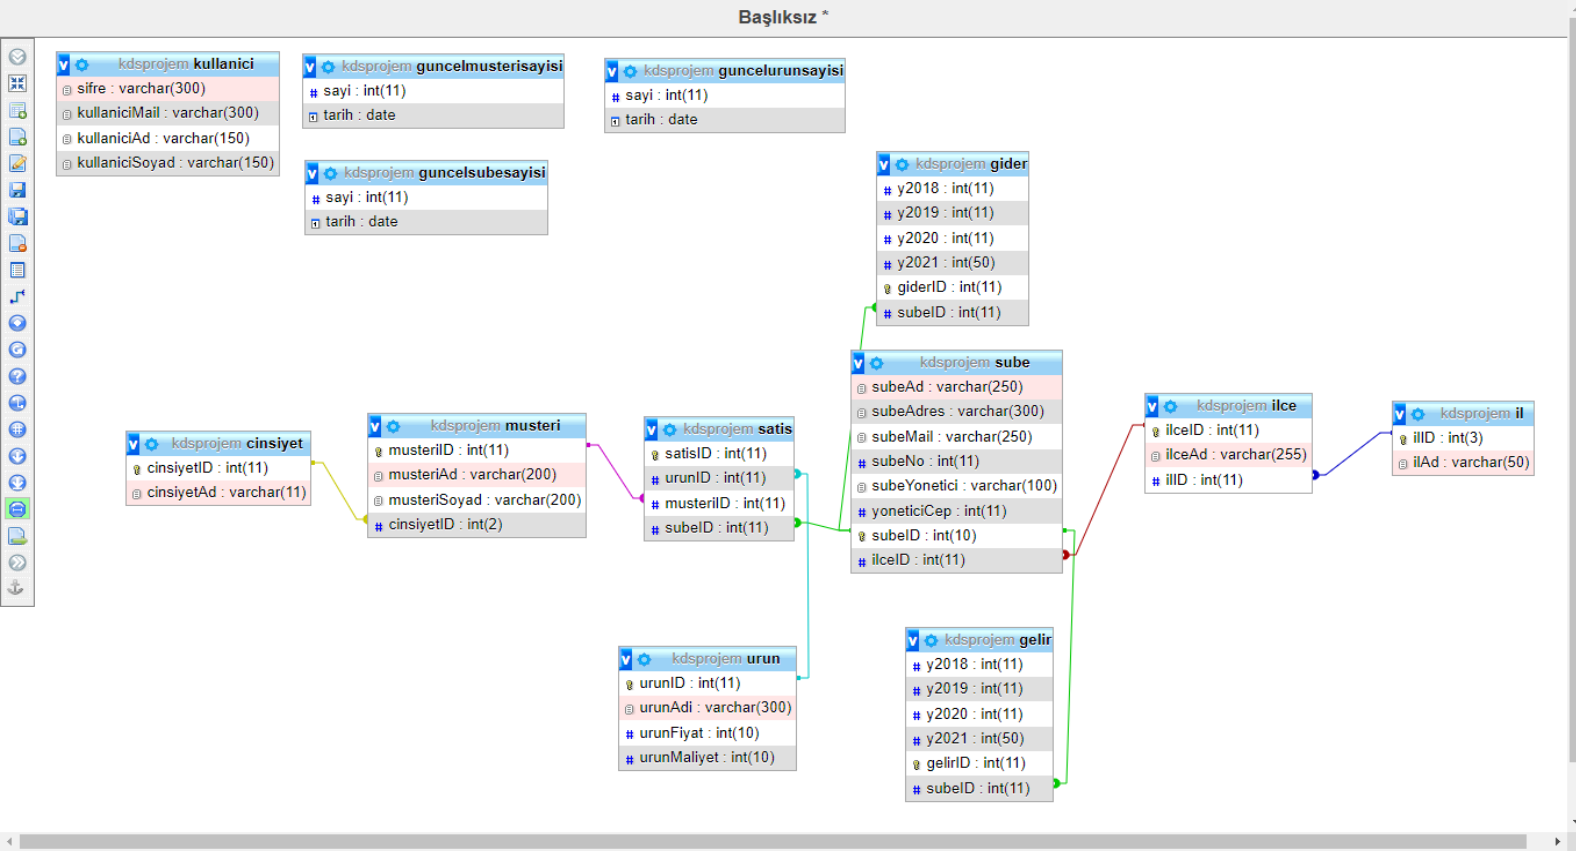 Başlıksız *
kdsprojem kullanici
sifre : varchar(300)
kullaniciMail : varchar(300)
kullaniciAd : varchar(150)
kullaniciSoyad : varchar(150)
kdsprojem guncelmusterisayisi
sayi : int(11)
tarih : date
kdsprojem guncelurunsayisi
sayi : int(11)
tarih : date
kdsprojem guncelsubesayisi
sayi : int(11)
tarih : date
kdsprojem gider
y2018 : int(11)
y2019 : int(11)
y2020 : int(11)
y2021 : int(50)
giderID : int(11)
subeID : int(11)
kdsprojem sube
subeAd : varchar(250)
subeAdres : varchar(300)
subeMail : varchar(250)
subeNo : int(11)
subeYonetici : varchar(100)
yoneticiCep : int(11)
subeID : int(10)
ilceID : int(11)
kdsprojem cinsiyet
cinsiyetID : int(11)
cinsiyetAd : varchar(11)
kdsprojem musteri
musteriID : int(11)
musteriAd : varchar(200)
musteriSoyad : varchar(200)
cinsiyetID : int(2)
kdsprojem satis
satisID : int(11)
urunID : int(11)
musteriID : int(11)
subeID : int(11)
kdsprojem ilce
ilceID : int(11)
ilceAd : varchar(255)
ilID : int(11)
kdsprojem il
ilID : int(3)
ilAd : varchar(50)
kdsprojem urun
urunID : int(11)
urunAdi : varchar(300)
urunFiyat : int(10)
urunMaliyet : int(10)
kdsprojem gelir
y2018 : int(11)
y2019 : int(11)
y2020 : int(11)
y2021 : int(50)
gelirID : int(11)
subeID : int(11)